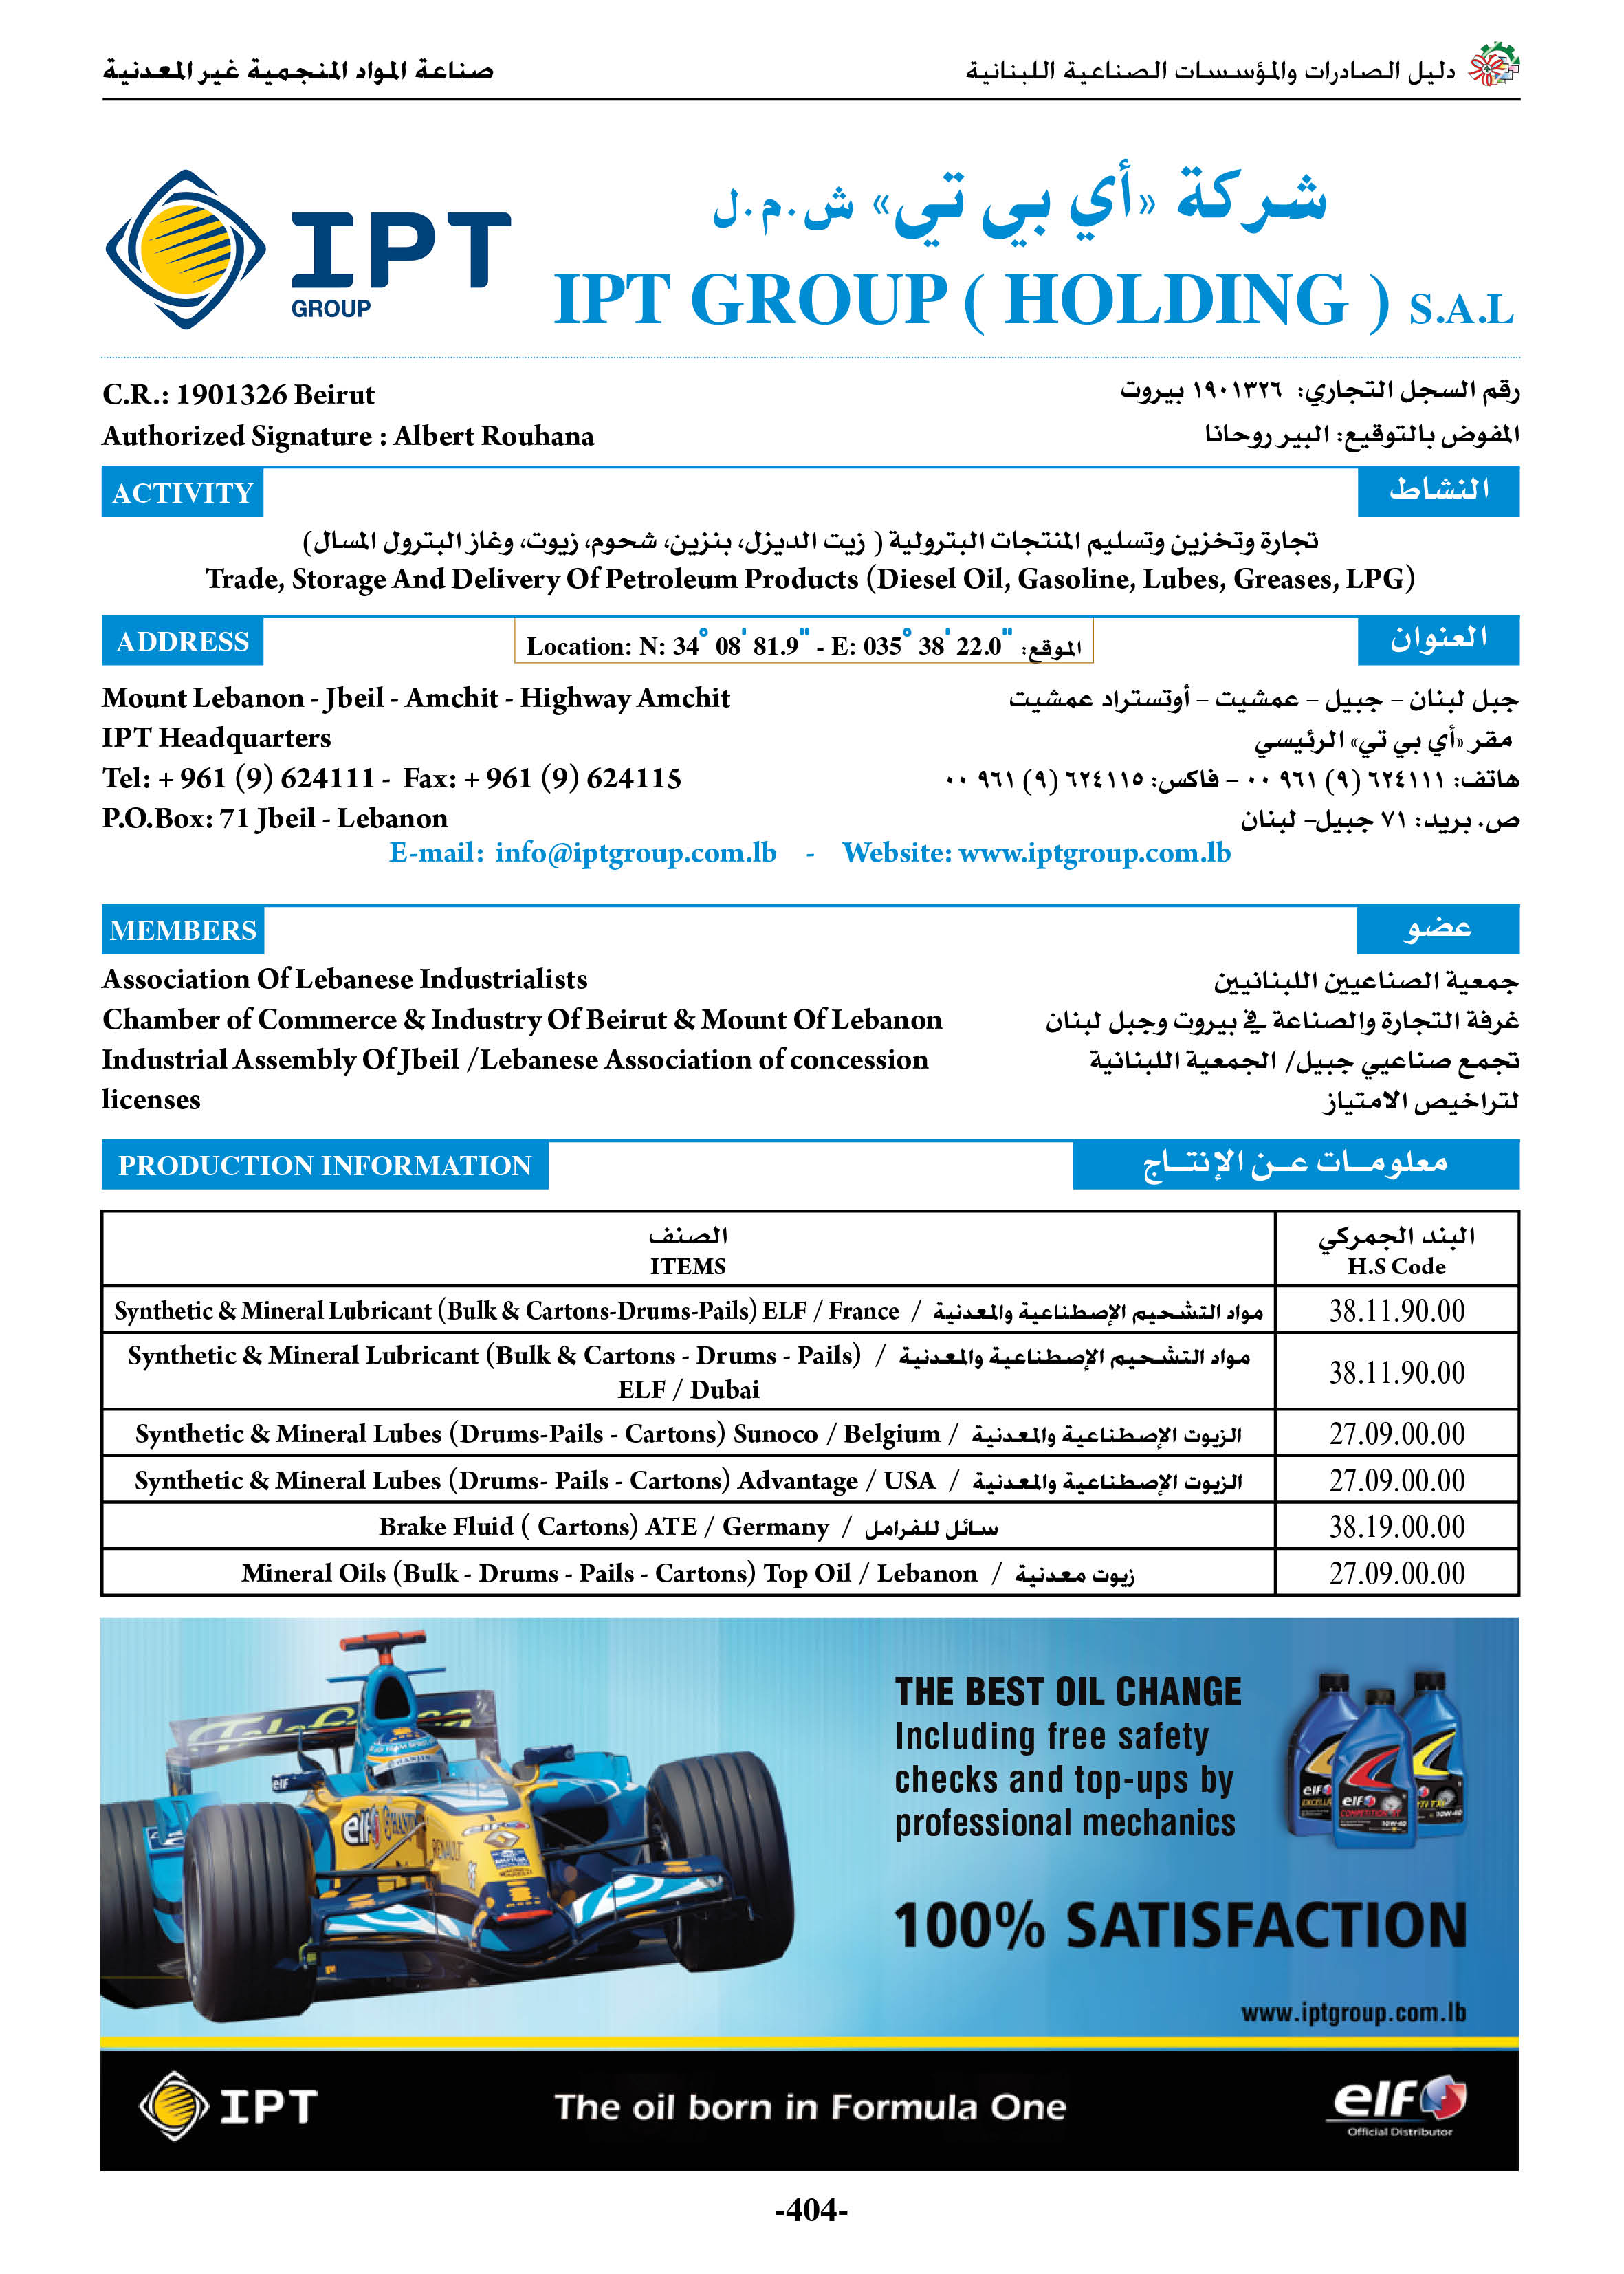 دليل الصادرات والمؤسسات الصناعية اللبنانية
صناعة المواد المنجمية غير المعدنية
IPT
GROUP
شركة «أي بي تي» ش.م.ل
IPT GROUP ( HOLDING ) S.A.L
C.R.: 1901326 Beirut
رقم السجل التجاري: ١٩٠١٣٢٦ بيروت
Authorized Signature : Albert Rouhana
المفوض بالتوقيع: البير روحانا
ACTIVITY
النشاط
تجارة وتخزين وتسليم المنتجات البترولية ( زيت الديزل، بنزين، شحوم، زيوت، وغاز البترول المسال)
Trade, Storage And Delivery Of Petroleum Products (Diesel Oil, Gasoline, Lubes, Greases, LPG)
ADDRESS
Location: N: 34° 08' 81.9" - E: 035° 38' 22.0" :الموقع
العنوان
Mount Lebanon - Jbeil - Amchit - Highway Amchit
جبل لبنان – جبيل – عمشيت – أوتستراد عمشيت
IPT Headquarters
مقر «أي بي تي» الرئيسي
Tel: + 961 (9) 624111 - Fax: + 961 (9) 624115
هاتف: ٦٢٤١١١ (٩) ٩٦١ ٠٠ – فاكس: ٦٢٤١١٥ (٩) ٩٦١ ٠٠
P.O.Box: 71 Jbeil - Lebanon
ص. بريد: ٧١ جبيل– لبنان
E-mail: info@iptgroup.com.lb - Website: www.iptgroup.com.lb
MEMBERS
عضو
Association Of Lebanese Industrialists
جمعية الصناعيين اللبنانيين
Chamber of Commerce & Industry Of Beirut & Mount Of Lebanon
غرفة التجارة والصناعة في بيروت وجبل لبنان
Industrial Assembly Of Jbeil /Lebanese Association of concession
تجمع صناعيي جبيل/ الجمعية اللبنانية
licenses
لتراخيص الامتياز
PRODUCTION INFORMATION
معلومــات عــن الإنتــاج
الصنف
ITEMS
البند الجمركي
H.S Code
Synthetic & Mineral Lubricant (Bulk & Cartons-Drums-Pails) ELF / France / مواد التشحيم الإصطناعية والمعدنية
38.11.90.00
Synthetic & Mineral Lubricant (Bulk & Cartons - Drums - Pails) / مواد التشحيم الإصطناعية والمعدنية
ELF / Dubai
38.11.90.00
Synthetic & Mineral Lubes (Drums-Pails - Cartons) Sunoco / Belgium / الزيوت الإصطناعية والمعدنية
27.09.00.00
Synthetic & Mineral Lubes (Drums- Pails - Cartons) Advantage / USA / الزيوت الإصطناعية والمعدنية
27.09.00.00
Brake Fluid ( Cartons) ATE / Germany / سائل للفرامل
38.19.00.00
Mineral Oils (Bulk - Drums - Pails - Cartons) Top Oil / Lebanon / زيوت معدنية
27.09.00.00
THE BEST OIL CHANGE
Including free safety
checks and top-ups by
professional mechanics
100% SATISFACTION
www.iptgroup.com.lb
elf
elf
RENAULT
elf
elf
COMPETITION
10W-40
10W-40
IPT
The oil born in Formula One
elf
Official Distributor
-404-